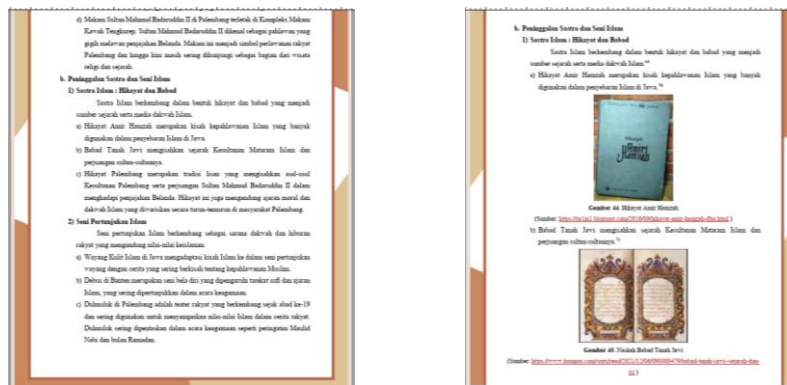 d) Makam Sultan Mahmud Badaruddin II di Palembang terletak di Kompleks Makam
Kawah Tengkurep. Sultan Mahmud Badaruddin II dikenal sebagai pahlawan yang
gigih melawan penjajahan Belanda. Makam ini menjadi simbol perlawanan rakyat
Palembang dan hingga kini masih sering dikunjungi sebagai bagian dari wisata
religi dan sejarah.
b. Peninggalan Sastra dan Seni Islam
1) Sastra Islam : Hikayat dan Babad
Sastra Islam berkembang dalam bentuk hikayat dan babad yang menjadi
sumber sejarah serta media dakwah Islam.
a) Hikayat Amir Hamzah merupakan kisah kepahlawanan Islam yang banyak
digunakan dalam penyebaran Islam di Jawa.
b) Babad Tanah Jawi mengisahkan sejarah Kesultanan Mataram Islam dan
perjuangan sultan-sultannya.
c) Hikayat Palembang merupakan tradisi lisan yang mengisahkan asal-usul
Kesultanan Palembang serta perjuangan Sultan Mahmud Badaruddin II dalam
menghadapi penjajahan Belanda. Hikayat ini juga mengandung ajaran moral dan
dakwah Islam yang diwariskan secara turun-temurun di masyarakat Palembang.
2) Seni Pertunjukan Islam
Seni pertunjukan Islam berkembang sebagai sarana dakwah dan hiburan
rakyat yang mengandung nilai-nilai keislaman.
a) Wayang Kulit Islam di Jawa mengadaptasi kisah Islam ke dalam seni pertunjukan
wayang dengan cerita yang sering berkisah tentang kepahlawanan Muslim.
b) Debus di Banten merupakan seni bela diri yang dipengaruhi tarekat sufi dan ajaran
Islam, yang sering dipertunjukkan dalam acara keagamaan.
c) Dulmuluk di Palembang adalah teater rakyat yang berkembang sejak abad ke-19
dan sering digunakan untuk menyampaikan nilai-nilai Islam dalam cerita rakyat.
Dulmuluk sering dipentaskan dalam acara keagamaan seperti peringatan Maulid
Nabi dan bulan Ramadan.
b. Peninggalan Sastra dan Seni Islam
1) Sastra Islam : Hikayat dan Babad
Sastra Islam berkembang dalam bentuk hikayat dan babad yang menjadi
sumber sejarah serta media dakwah Islam.
a) Hikayat Amir Hamzah merupakan kisah kepahlawanan Islam yang banyak
digunakan dalam penyebaran Islam di Jawa.
Hikayat
Amir
Hamzah
Gambar 44. Hikayat Amir Hamzah
(Sumber:
b) Babad Tanah Jawi mengisahkan sejarah Kesultanan Mataram Islam dan
perjuangan sultan-sultannya.
Gambar 45. Naskah Babad Tanah Jawi
(Sumber: